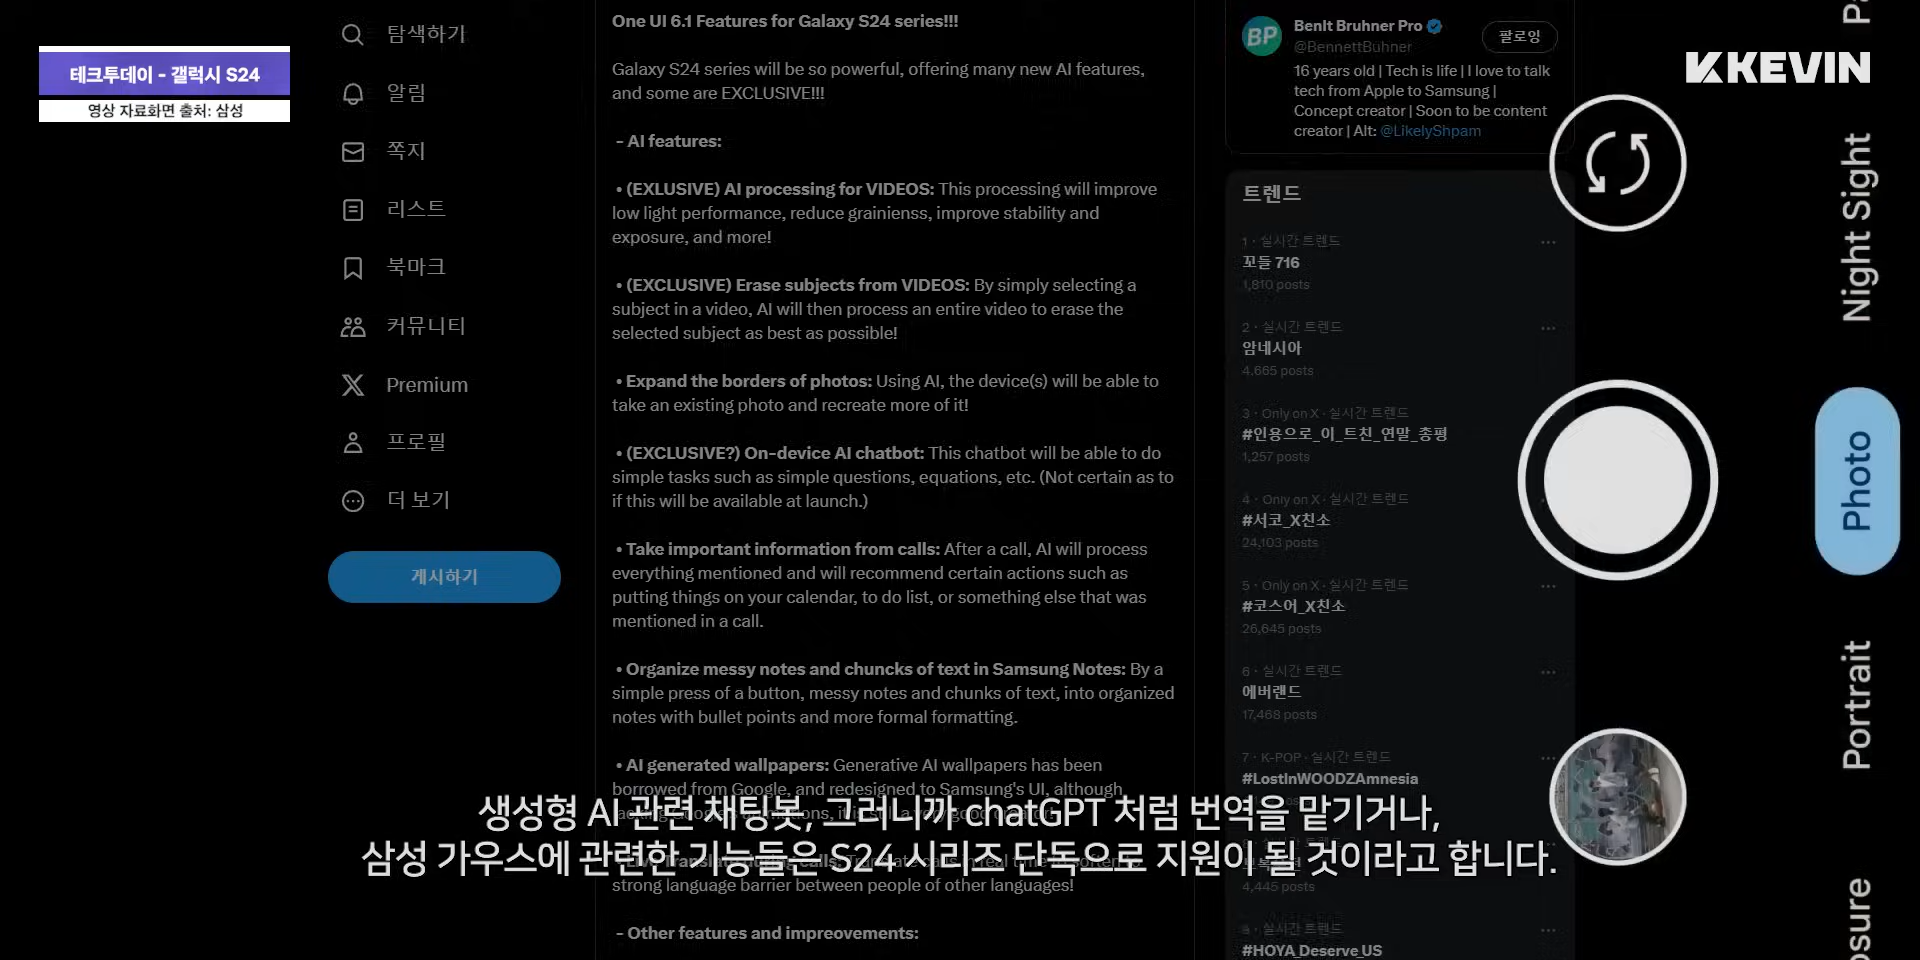 테크투데이 - 갤럭시 S24
영상 자료화면 출처: 삼성
탐색하기
알림
쪽지
리스트
북마크
커뮤니티
Premium
프로필
더 보기
게시하기
One UI 6.1 Features for Galaxy S24 series!!!
Galaxy S24 series will be so powerful, offering many new AI features,
and some are EXCLUSIVE!!!
- AI features:
• (EXLUSIVE) AI processing for VIDEOS: This processing will improve
low light performance, reduce grainienss, improve stability and
exposure, and more!
• (EXCLUSIVE) Erase subjects from VIDEOS: By simply selecting a
subject in a video, AI will then process an entire video to erase the
selected subject as best as possible!
• Expand the borders of photos: Using AI, the device(s) will be able to
take an existing photo and recreate more of it!
• (EXCLUSIVE?) On-device AI chatbot: This chatbot will be able to do
simple tasks such as simple questions, equations, etc. (Not certain as to
if this will be available at launch.)
• Take important information from calls: After a call, AI will process
everything mentioned and will recommend certain actions such as
putting things on your calendar, to do list, or something else that was
mentioned in a call.
• Organize messy notes and chuncks of text in Samsung Notes: By a
simple press of a button, messy notes and chunks of text, into organized
notes with bullet points and more formal formatting.
• AI generated wallpapers: Generative AI wallpapers has been
borrowed from Google, and redesigned to Samsung's UI, although
strong language barrier between people of other languages!
- Other features and impreovements:
BenIt Bruhner Pro
@BennettBuhner
팔로잉
16 years old | Tech is life | I love to talk
tech from Apple to Samsung |
Concept creator | Soon to be content
creator | Alt: @LikelyShpam
트렌드
1 · 실시간 트렌드
꼬들 716
1,810 posts
2 · 실시간 트렌드
암네시아
4,665 posts
3 · Only on X · 실시간 트렌드
#인용으로_이_트친_연말_총평
1,257 posts
4 · Only on X · 실시간 트렌드
#서코_X친소
24,103 posts
5 · Only on X · 실시간 트렌드
#코스어_X친소
26,645 posts
6 · 실시간 트렌드
에버랜드
17,468 posts
7 · K-POP · 실시간 트렌드
#LostInWOODZAmnesia
4,445 posts
실시간 트렌드
#HOYA_Deserve_US
KEVIN
Night Sight
Photo
Portrait
생성형 AI 관련 채팅봇, 그러니까 chatGPT 처럼 번역을 맡기거나,
삼성 가우스에 관련한 기능들은 S24 시리즈 단독으로 지원이 될 것이라고 합니다.